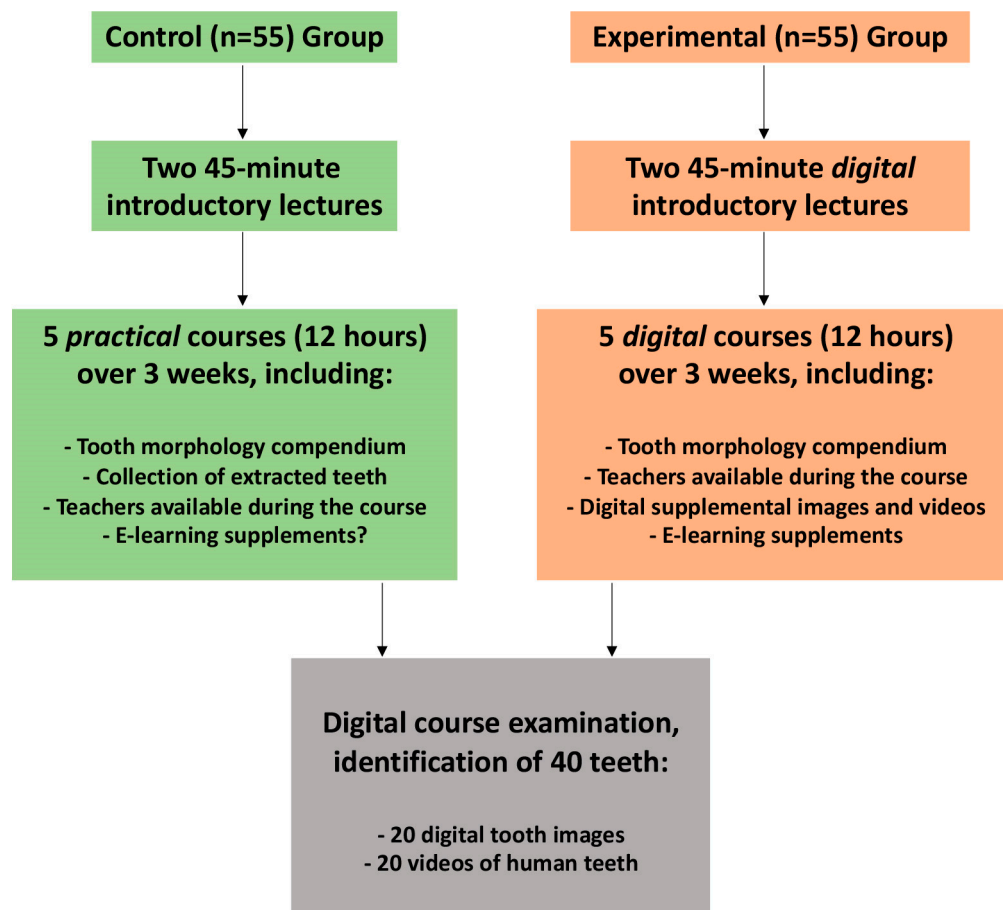 Control (n=55) Group
Two 45-minute
introductory lectures
5 practical courses (12 hours)
over 3 weeks, including:
- Tooth morphology compendium
- Collection of extracted teeth
- Teachers available during the course
- E-learning supplements?
Experimental (n=55) Group
Two 45-minute digital
introductory lectures
5 digital courses (12 hours)
over 3 weeks, including:
- Tooth morphology compendium
- Teachers available during the course
- Digital supplemental images and videos
- E-learning supplements
Digital course examination,
identification of 40 teeth:
- 20 digital tooth images
- 20 videos of human teeth